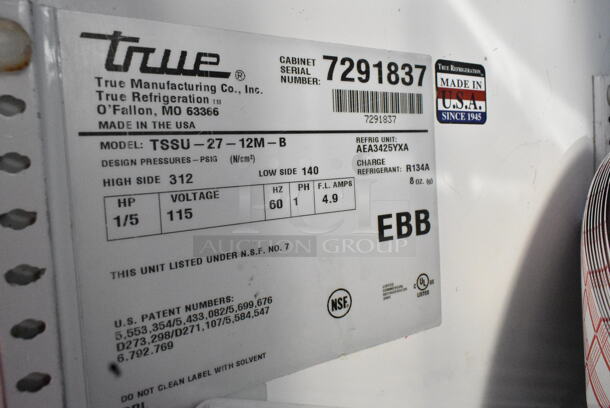 true®
True Manufacturing Co., Inc.
True Refrigeration ™
O'Fallon, MO 63366
MADE IN THE USA
CABINET
SERIAL
NUMBER: 7291837
7291837
TRUE REFRIGERATION
MADE IN
U.S.A.
SINCE 1945
MODEL: TSSU-27-12M-B
REFRIG UNIT:
AEA3425YXA
DESIGN PRESSURES-PSIG (N/cm²)
CHARGE
REFRIGERANT: R134A
8 oz. (g)
HIGH SIDE 312
LOW SIDE 140
HP VOLTAGE HZ PH F.L. AMPS
1/5 115 60 1 4.9
EBB
AUCTION GROUP
THIS UNIT LISTED UNDER N.S.F. NO. 7
U.S. PATENT NUMBERS:
5,553,354/5,433,082/5,699,676
D273,298/D271,107/5,584,547
6.792.769
NSF.
C UL US
LISTED
DO NOT CLEAN LABEL WITH SOLVENT